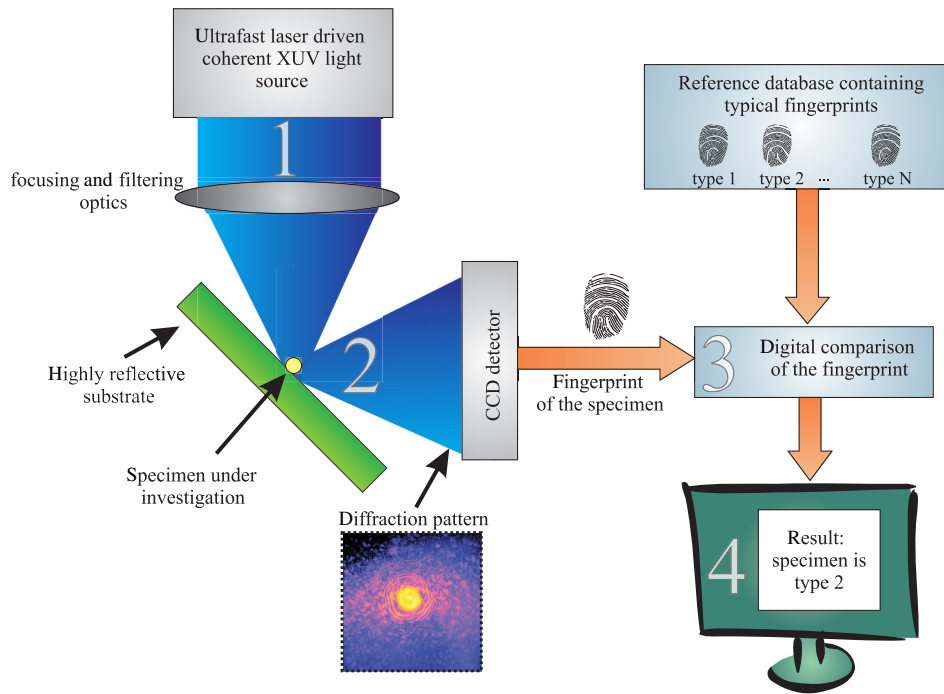 Ultrafast laser driven
coherent XUV light
source
1
focusing and filtering
optics
Highly reflective
substrate
Specimen under
investigation
2
Diffraction pattern
CCD detector
Fingerprint
of the specimen
Reference database containing
typical fingerprints
type 1 type 2 ... type N
3
Digital comparison
of the fingerprint
4
Result:
specimen is
type 2